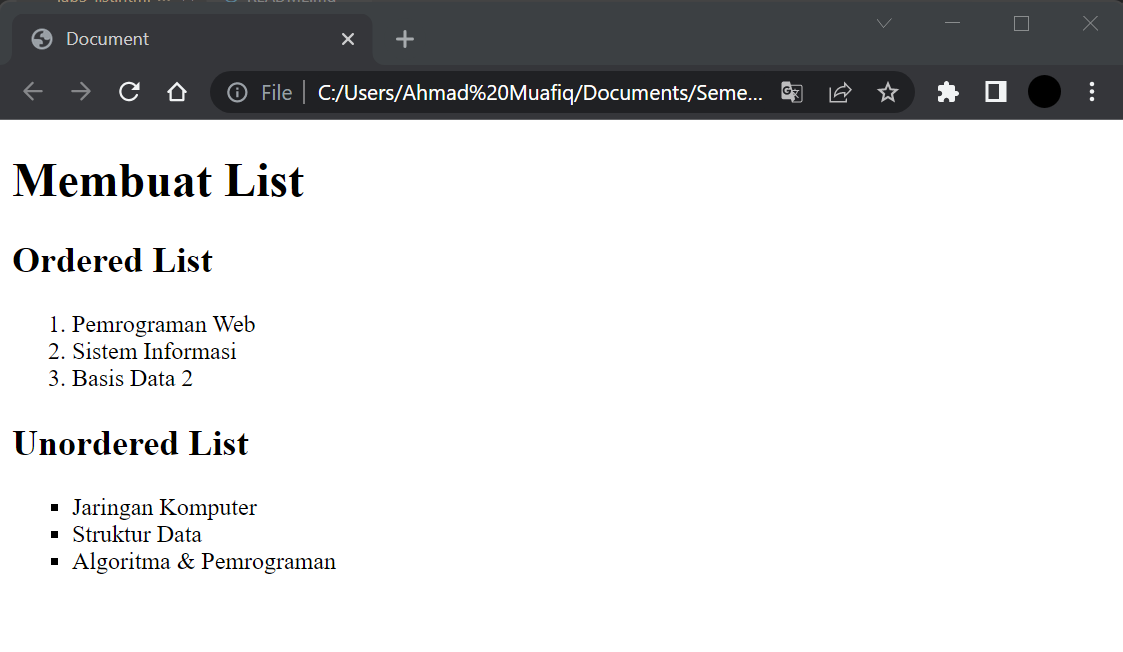 Document
File
C:/Users/Ahmad%20Muafiq/Documents/Seme...
Membuat List
Ordered List
1. Pemrograman Web
2. Sistem Informasi
3. Basis Data 2
Unordered List
▪ Jaringan Komputer
▪ Struktur Data
▪ Algoritma & Pemrograman